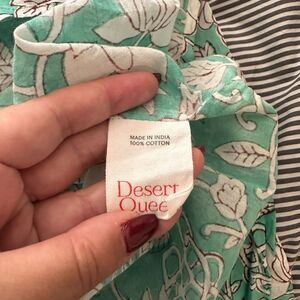 MADE IN INDIA
100% COTTON
Desert
Quee